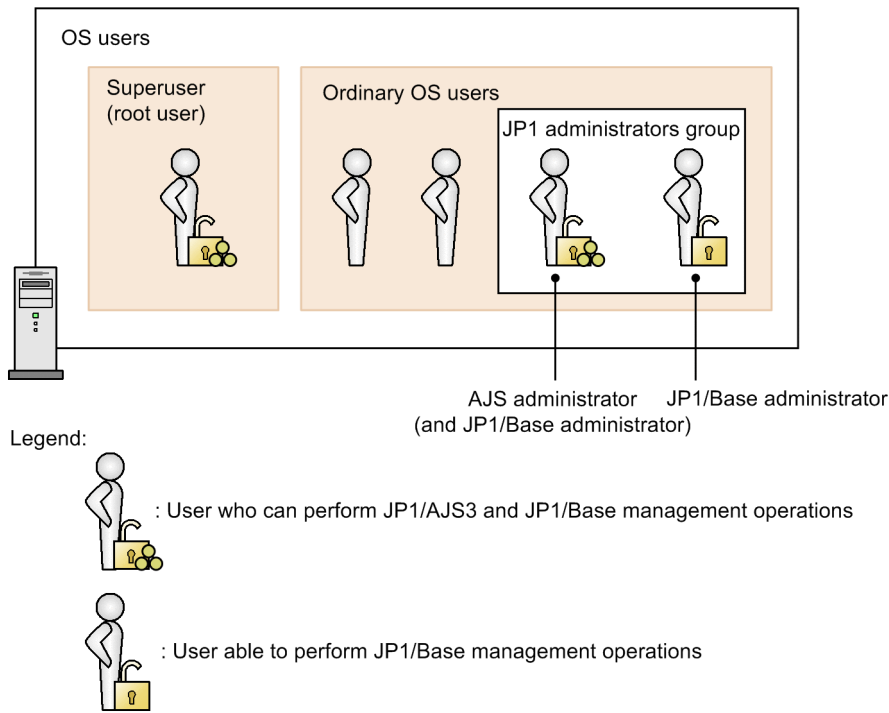 OS users
Superuser
(root user)
Ordinary OS users
JP1 administrators group
AJS administrator
(and JP1/Base administrator)
JP1/Base administrator
Legend:
: User who can perform JP1/AJS3 and JP1/Base management operations
: User able to perform JP1/Base management operations